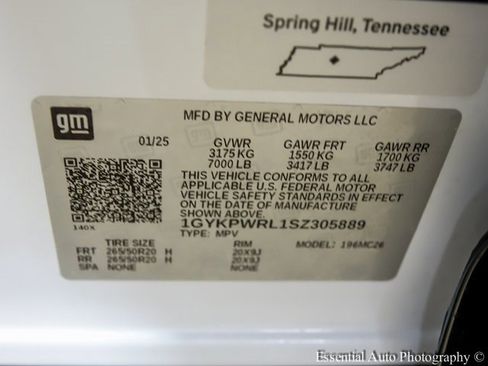 Spring Hill, Tennessee
gm
MFD BY GENERAL MOTORS LLC
01/25 GVWR GAWR FRT GAWR RR
3175 KG 1550 KG 1700 KG
7000 LB 3417 LB 3747 LB
THIS VEHICLE CONFORMS TO ALL
APPLICABLE U.S. FEDERAL MOTOR
VEHICLE SAFETY STANDARDS IN EFFECT
ON THE DATE OF MANUFACTURE
SHOWN ABOVE.
1GYKPWRL1SZ305889
140X
TYPE: MPV
TIRE SIZE RIM MODEL: 196MC26
FRT 265/50R20 H 20X9J
RR 265/50R20 H 20X9J
SPA NONE NONE
Essential Auto Photography ©